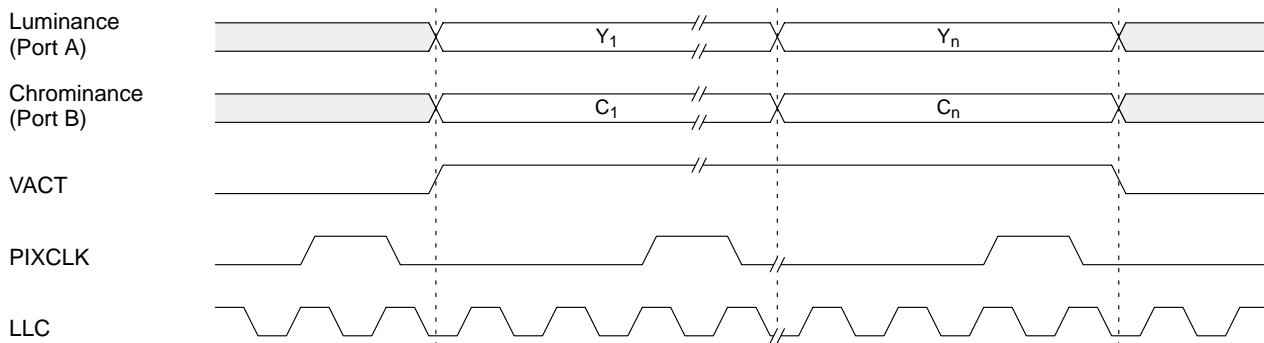 Luminance
(Port A)
Y1
Yn
Chrominance
(Port B)
C1
Cn
VACT
PIXCLK
LLC